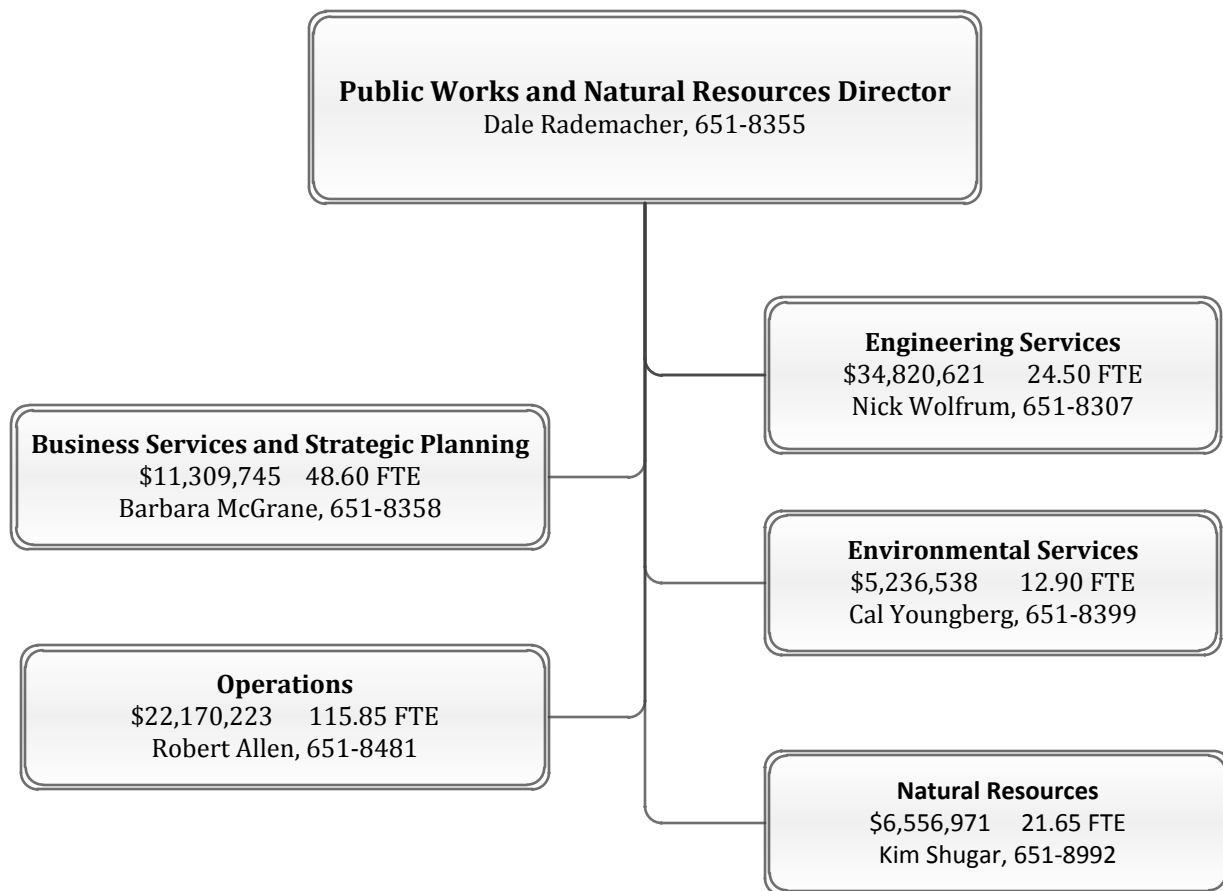 Public Works and Natural Resources Director
Dale Rademacher, 651-8355
Engineering Services
$34,820,621 24.50 FTE
Nick Wolfrum, 651-8307
Business Services and Strategic Planning
$11,309,745 48.60 FTE
Barbara McGrane, 651-8358
Environmental Services
$5,236,538 12.90 FTE
Cal Youngberg, 651-8399
Operations
$22,170,223 115.85 FTE
Robert Allen, 651-8481
Natural Resources
$6,556,971 21.65 FTE
Kim Shugar, 651-8992